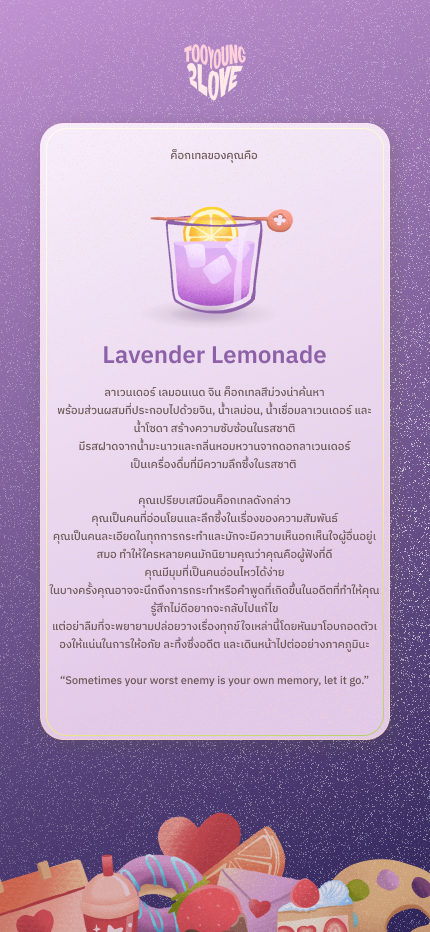 TOOYOUNG
2LOVE
ค็อกเทลของคุณคือ
Lavender Lemonade
ลาเวนเดอร์ เลมอนเนด จิน ค็อกเทลสีม่วงน่าค้นหา
พร้อมส่วนผสมที่ประกอบไปด้วยจิน, น้ำเลม่อน, น้ำเชื่อมลาเวนเดอร์ และ
น้ำโซดา สร้างความซับซ้อนในรสชาติ
มีรสฝาดจากน้ำมะนาวและกลิ่นหอมหวานจากดอกลาเวนเดอร์
เป็นเครื่องดื่มที่มีความลึกซึ้งในรสชาติ
คุณเปรียบเสมือนค็อกเทลดังกล่าว
คุณเป็นคนที่อ่อนโยนและลึกซึ้งในเรื่องของความสัมพันธ์
คุณเป็นคนละเอียดในทุกการกระทำและมักจะมีความเห็นอกเห็นใจผู้อื่นอยู่เ
สมอ ทำให้ใครหลายคนมักนิยามคุณว่าคุณคือผู้ฟังที่ดี
คุณมีมุมที่เป็นคนอ่อนไหวได้ง่าย
ในบางครั้งคุณอาจจะนึกถึงการกระทำหรือคำพูดที่เกิดขึ้นในอดีตที่ทำให้คุณ
รู้สึกไม่ดีอยากจะกลับไปแก้ไข
แต่อย่าลืมที่จะพยายามปล่อยวางเรื่องทุกข์ใจเหล่านี้โดยหันมาโอบกอดตัวเ
องให้แน่นในการให้อภัย ละทิ้งซึ่งอดีต และเดินหน้าไปต่ออย่างภาคภูมินะ
“Sometimes your worst enemy is your own memory, let it go.”